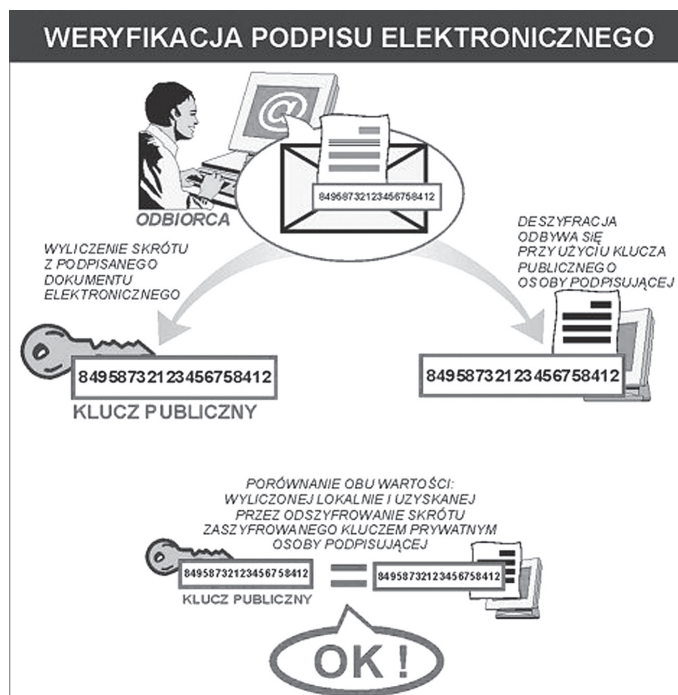 WERYFIKACJA PODPISU ELEKTRONICZNEGO
@
84958732123456758412
ODBIORCA
WYLICZENIE SKRÓTU
Z PODPISANEGO
DOKUMENTU
ELEKTRONICZNEGO
DESZYFRACJA
ODBYWA SIĘ
PRZY UŻYCIU KLUCZA
PUBLICZNEGO
OSOBY PODPISUJĄCEJ
84958732123456758412
KLUCZ PUBLICZNY
84958732123456758412
PORÓWNANIE OBU WARTOŚCI:
WYLICZONEJ LOKALNIE I UZYSKANEJ
PRZEZ ODSZYFROWANIE SKRÓTU
ZASZYFROWANEGO KLUCZEM PRYWATNYM
OSOBY PODPISUJĄCEJ
84958732123456758412 = 84958732123456758412
KLUCZ PUBLICZNY
OK !